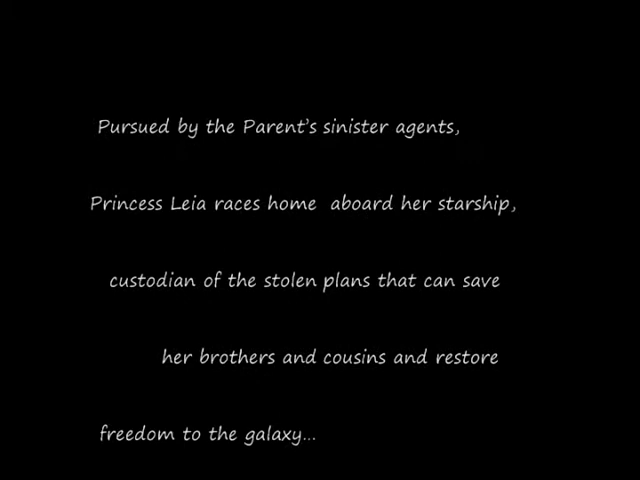 Pursued by the Parent's sinister agents,
Princess Leia races home  aboard her starship,
custodian of the stolen plans that can save
her brothers and cousins and restore
freedom to the galaxy...